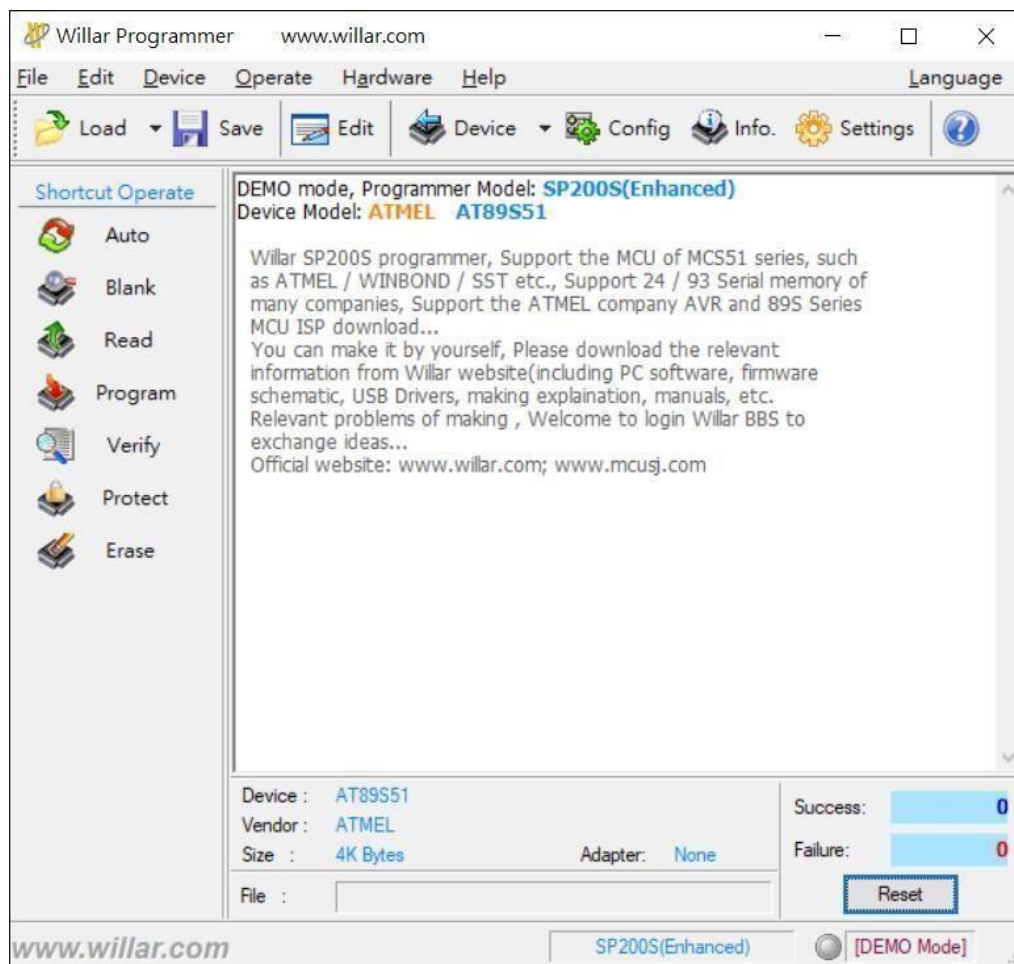 Willar Programmer www.willar.com
File Edit Device Operate Hardware Help Language
Load Save Edit Device Config Info. Settings
Shortcut Operate
Auto
Blank
Read
Program
Verify
Protect
Erase
DEMO mode, Programmer Model: SP200S(Enhanced)
Device Model: ATMEL AT89S51
Willar SP200S programmer, Support the MCU of MCS51 series, such
as ATMEL / WINBOND / SST etc., Support 24 / 93 Serial memory of
many companies, Support the ATMEL company AVR and 89S Series
MCU ISP download...
You can make it by yourself, Please download the relevant
information from Willar website(including PC software, firmware
schematic, USB Drivers, making explaination, manuals, etc.
Relevant problems of making , Welcome to login Willar BBS to
exchange ideas...
Official website: www.willar.com; www.mcusj.com
Device : AT89S51
Vendor : ATMEL
Size : 4K Bytes Adapter: None
File :
Success: 0
Failure: 0
Reset
www.willar.com SP200S(Enhanced) [DEMO Mode]